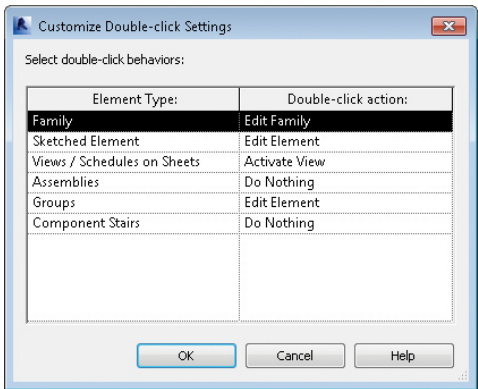 Customize Double-click Settings
Select double-click behaviors:
Element Type: Double-click action:
Family Edit Family
Sketched Element Edit Element
Views / Schedules on Sheets Activate View
Assemblies Do Nothing
Groups Edit Element
Component Stairs Do Nothing
OK Cancel Help